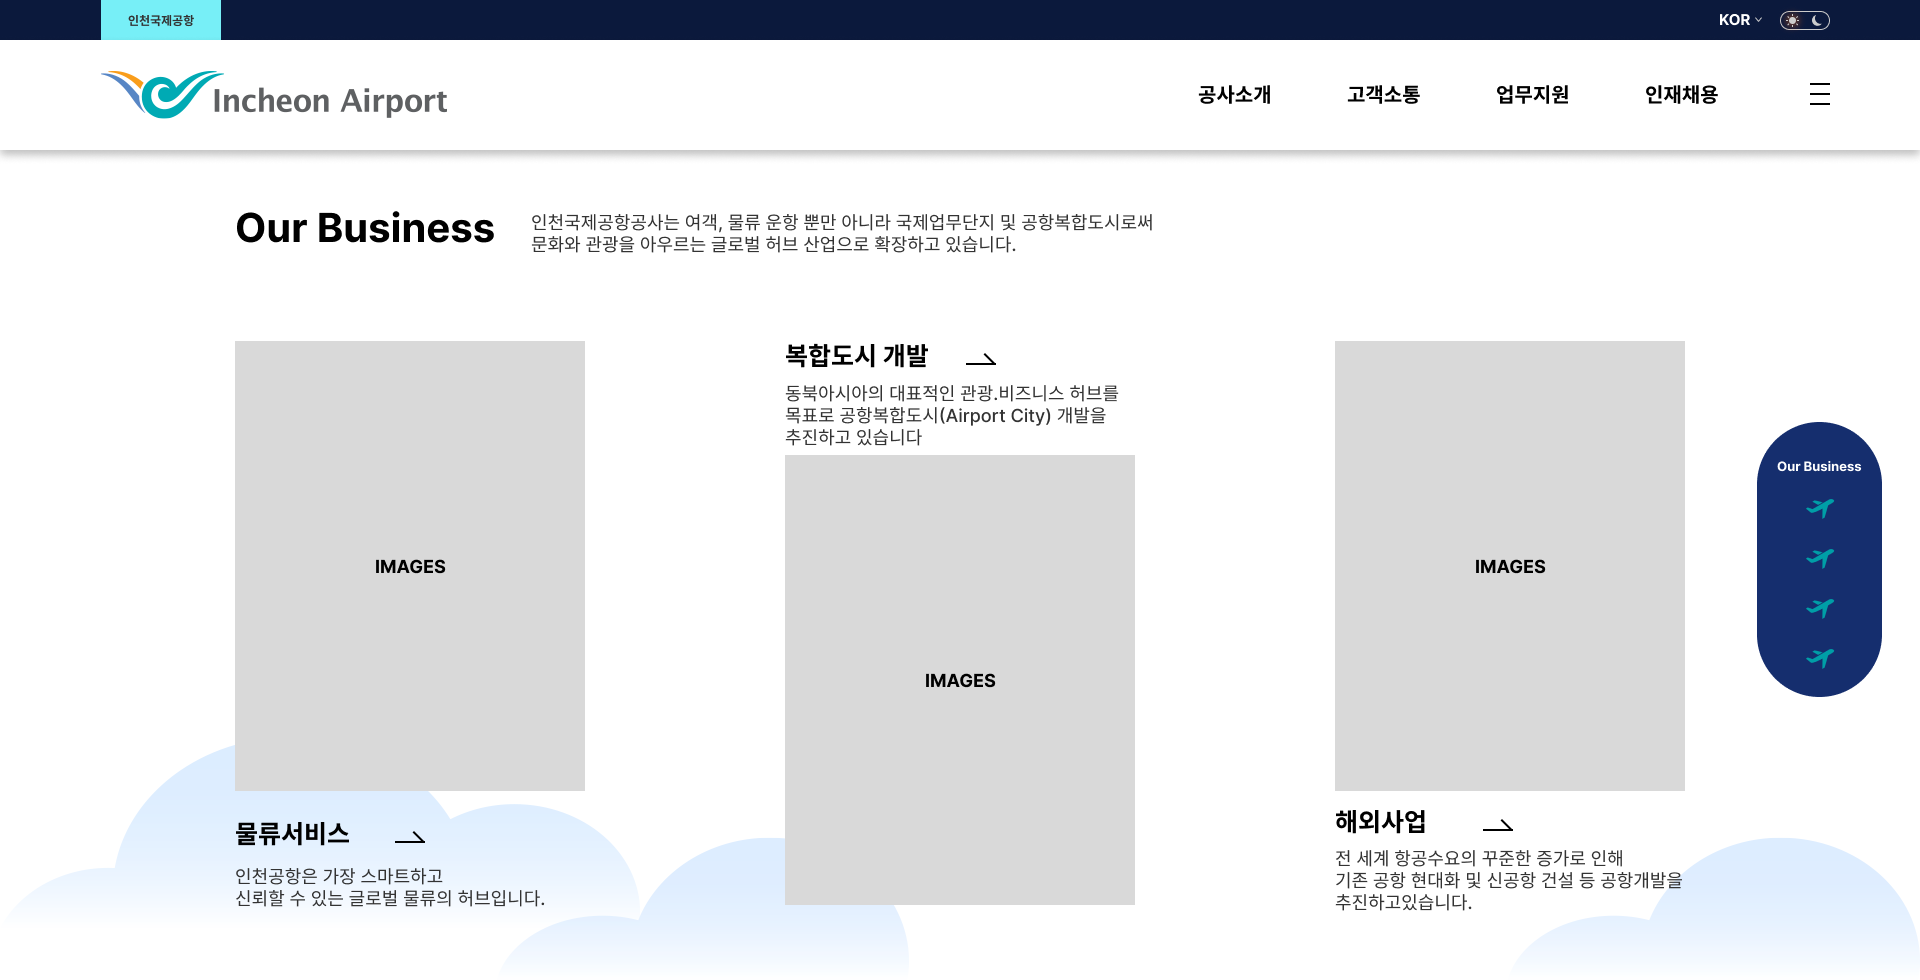 인천국제공항
KOR
Incheon Airport
공사소개
고객소통
업무지원
인재채용
Our Business
인천국제공항공사는 여객, 물류 운항 뿐만 아니라 국제업무단지 및 공항복합도시로써
문화와 관광을 아우르는 글로벌 허브 산업으로 확장하고 있습니다.
IMAGES
물류서비스
인천공항은 가장 스마트하고
신뢰할 수 있는 글로벌 물류의 허브입니다.
복합도시 개발
동북아시아의 대표적인 관광.비즈니스 허브를
목표로 공항복합도시(Airport City) 개발을
추진하고 있습니다
IMAGES
IMAGES
해외사업
전 세계 항공수요의 꾸준한 증가로 인해
기존 공항 현대화 및 신공항 건설 등 공항개발을
추진하고있습니다.
Our Business